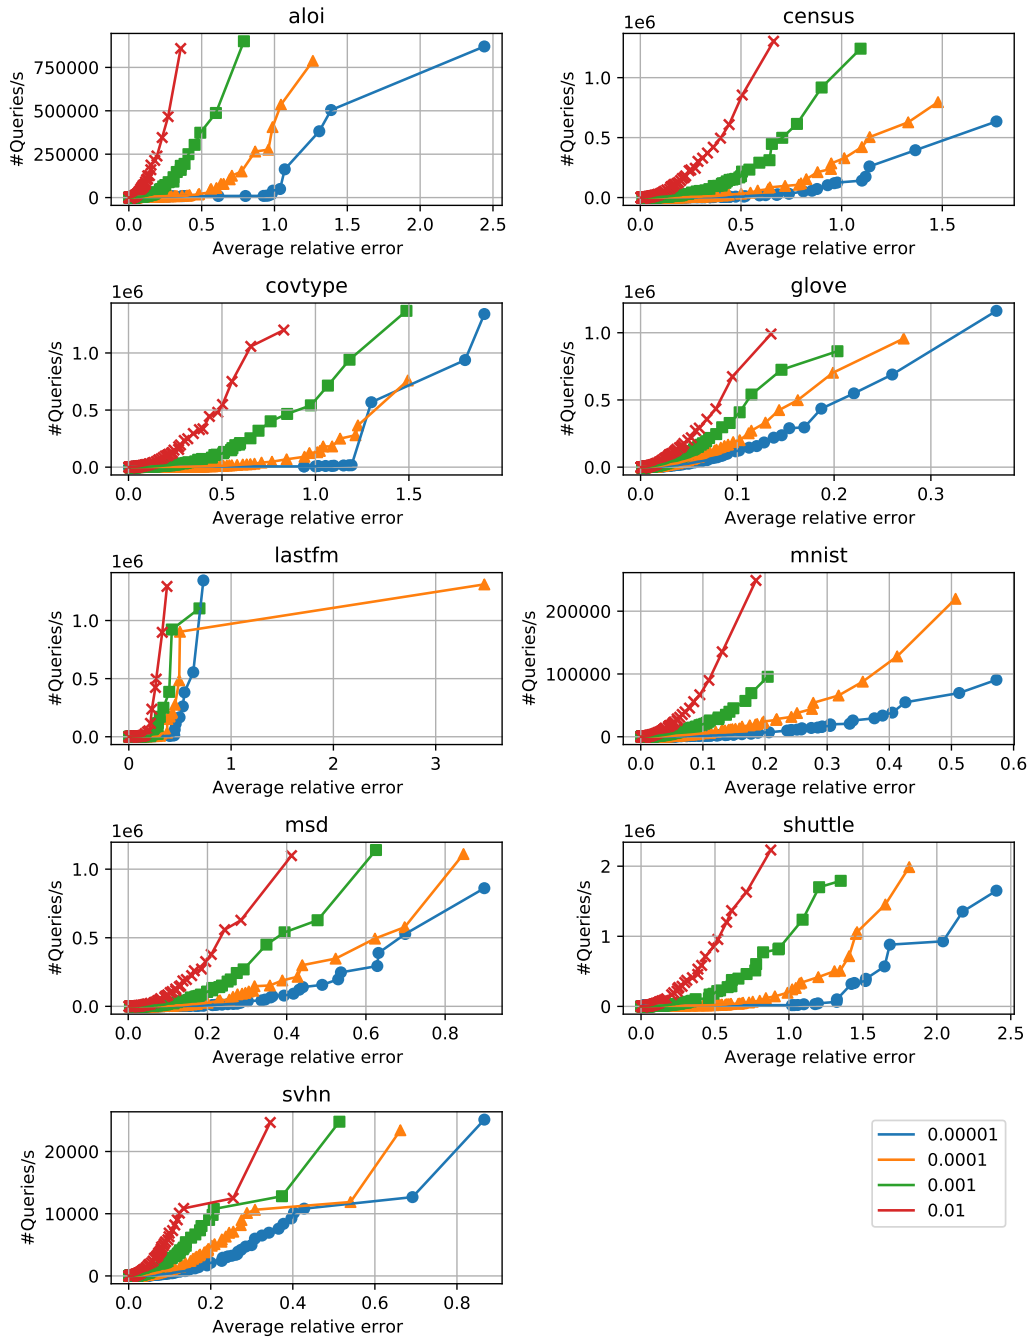 aloi
#Queries/s
750000
500000
250000
0
0.0 0.5 1.0 1.5 2.0 2.5
Average relative error
census
1e6
#Queries/s
1.0
0.5
0.0
0.0 0.5 1.0 1.5
Average relative error
covtype
1e6
#Queries/s
1.0
0.5
0.0
0.0 0.5 1.0 1.5
Average relative error
glove
1e6
#Queries/s
1.0
0.5
0.0
0.0 0.1 0.2 0.3
Average relative error
lastfm
1e6
#Queries/s
1.0
0.5
0.0
0 1 2 3
Average relative error
mnist
#Queries/s
200000
100000
0
0.0 0.1 0.2 0.3 0.4 0.5 0.6
Average relative error
msd
1e6
#Queries/s
1.0
0.5
0.0
0.0 0.2 0.4 0.6 0.8
Average relative error
shuttle
1e6
#Queries/s
2
1
0
0.0 0.5 1.0 1.5 2.0 2.5
Average relative error
svhn
#Queries/s
20000
10000
0
0.0 0.2 0.4 0.6 0.8
Average relative error
0.00001
0.0001
0.001
0.01